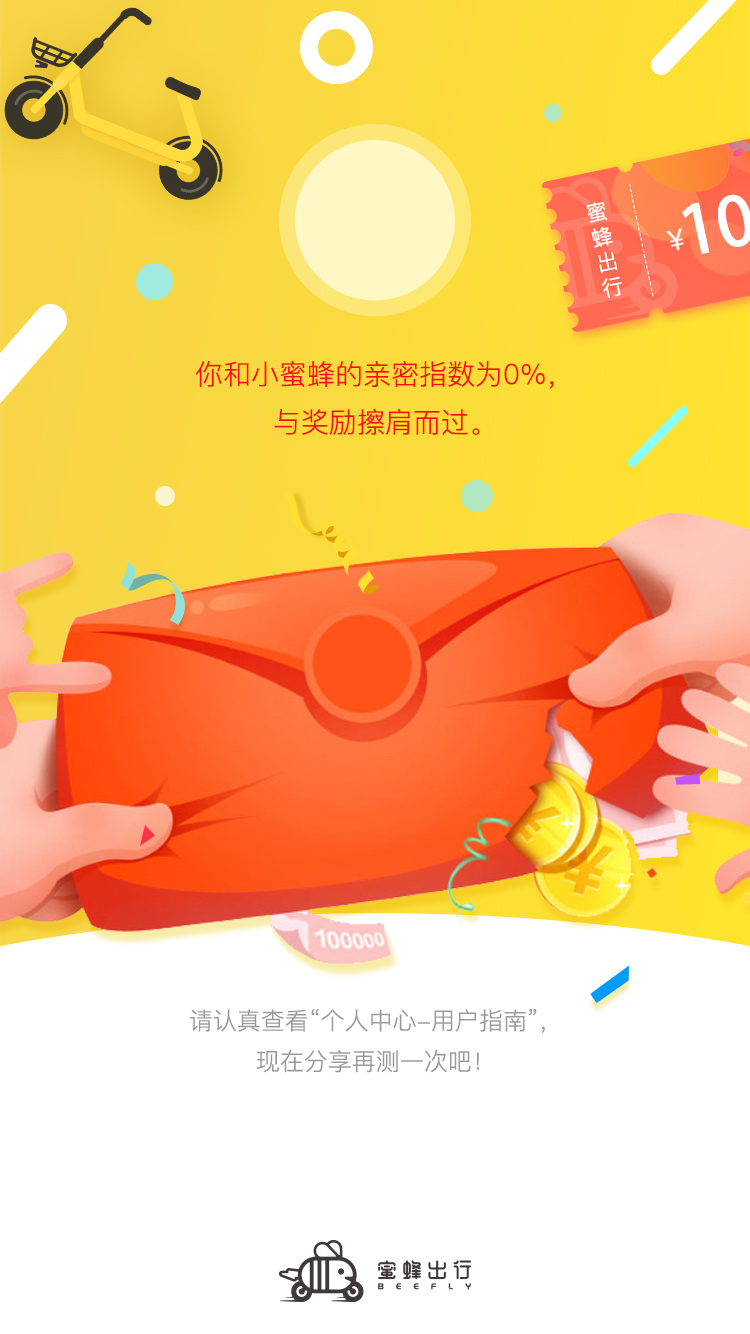 蜜蜂出行
¥10
你和小蜜蜂的亲密指数为0%，
与奖励擦肩而过。
100000
请认真查看“个人中心–用户指南”，
现在分享再测一次吧！
蜜蜂出行
BEEFLY